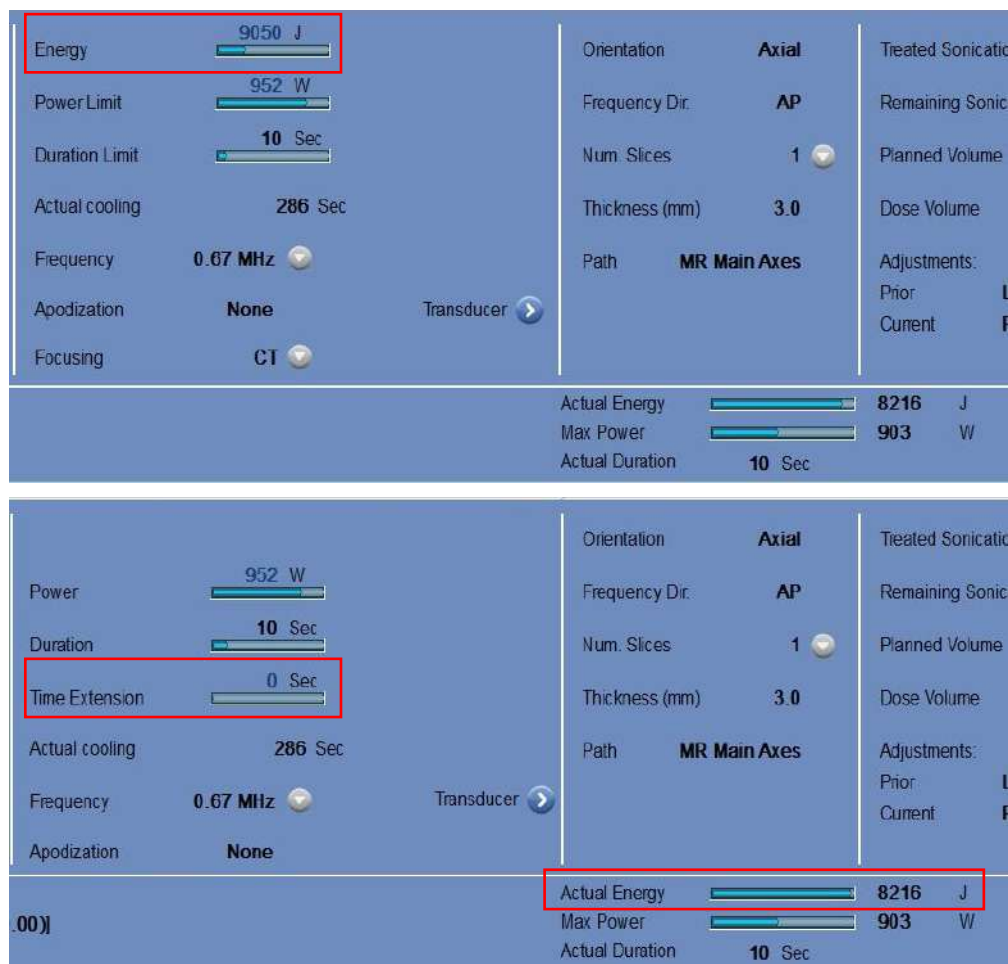 Energy 9050 J
Power Limit 952 W
Duration Limit 10 Sec
Actual cooling 286 Sec
Frequency 0.67 MHz
Apodization None Transducer
Focusing CT
Orientation Axial
Frequency Dir. AP
Num. Slices 1
Thickness (mm) 3.0
Path MR Main Axes
Treated
Remaining
Planned Volume
Dose Volume
Adjustments:
Prior
Current
Actual Energy 8216 J
Max Power 903 W
Actual Duration 10 Sec
Power 952 W
Duration 10 Sec
Time Extension 0 Sec
Actual cooling 286 Sec
Frequency 0.67 MHz Transducer
Apodization None
Orientation Axial
Frequency Dir. AP
Num. Slices 1
Thickness (mm) 3.0
Path MR Main Axes
Treated
Remaining
Planned Volume
Dose Volume
Adjustments:
Prior
Current
.00)]
Actual Energy 8216 J
Max Power 903 W
Actual Duration 10 Sec